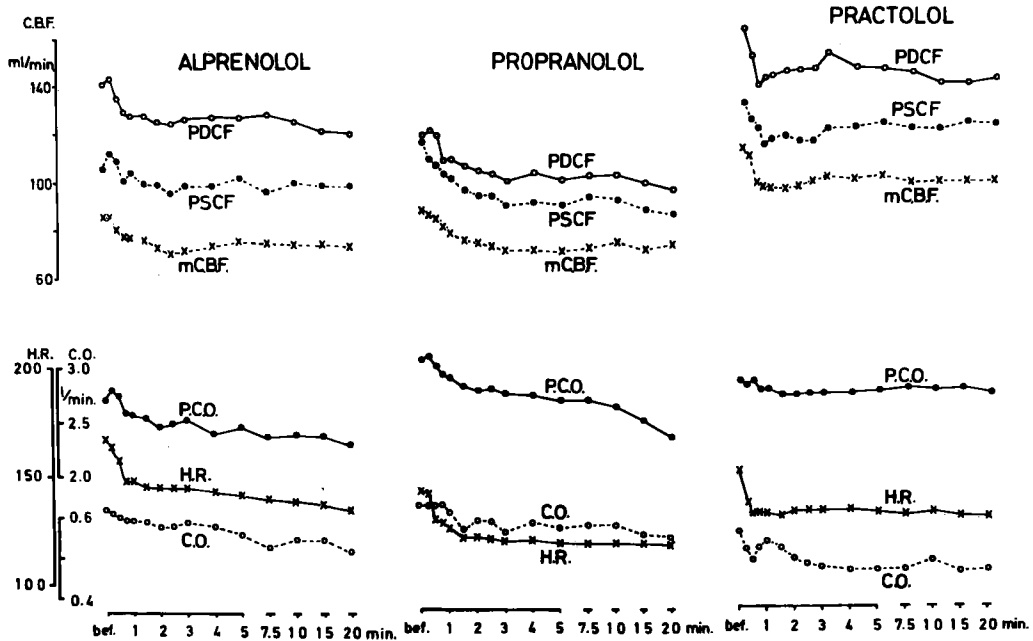 C.B.F.
ml/min.
140
100
60
ALPRENOLOL
PDCF
PSCF
mC.B.F.
PROPRANOLOL
PDCF
PSCF
mC.B.F.
PRACTOLOL
PDCF
PSCF
mC.B.F.
H.R. C.O.
200 3.0
l/min.
2.5
150 2.0
0.6
100
0.4
P.C.O.
H.R.
C.O.
P.C.O.
C.O.
H.R.
P.C.O.
H.R.
C.O.
bef. 1 2 3 4 5 7.5 10 15 20 min.
bef. 1 2 3 4 5 7.5 10 15 20 min.
bef. 1 2 3 4 5 7.5 10 15 20 min.